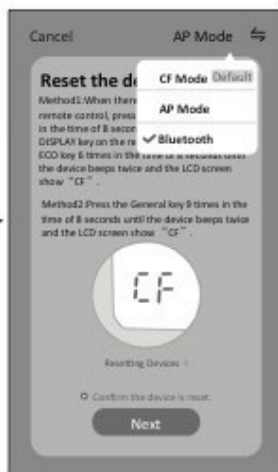 Cancel
AP Mode
Reset the de
CF Mode Default
AP Mode
Bluetooth
Method1:When there
remote control, press
in the time of 8 secon
DISPLAY key on the re
ECO key 6 times in the time of 8 seconds until
the device beeps twice and the LCD screen
show "CF".
Method2:Press the General key 9 times in the
time of 8 seconds until the device beeps twice
and the LCD screen show "CF".
CF
Resetting Devices
Confirm the device is reset.
Next